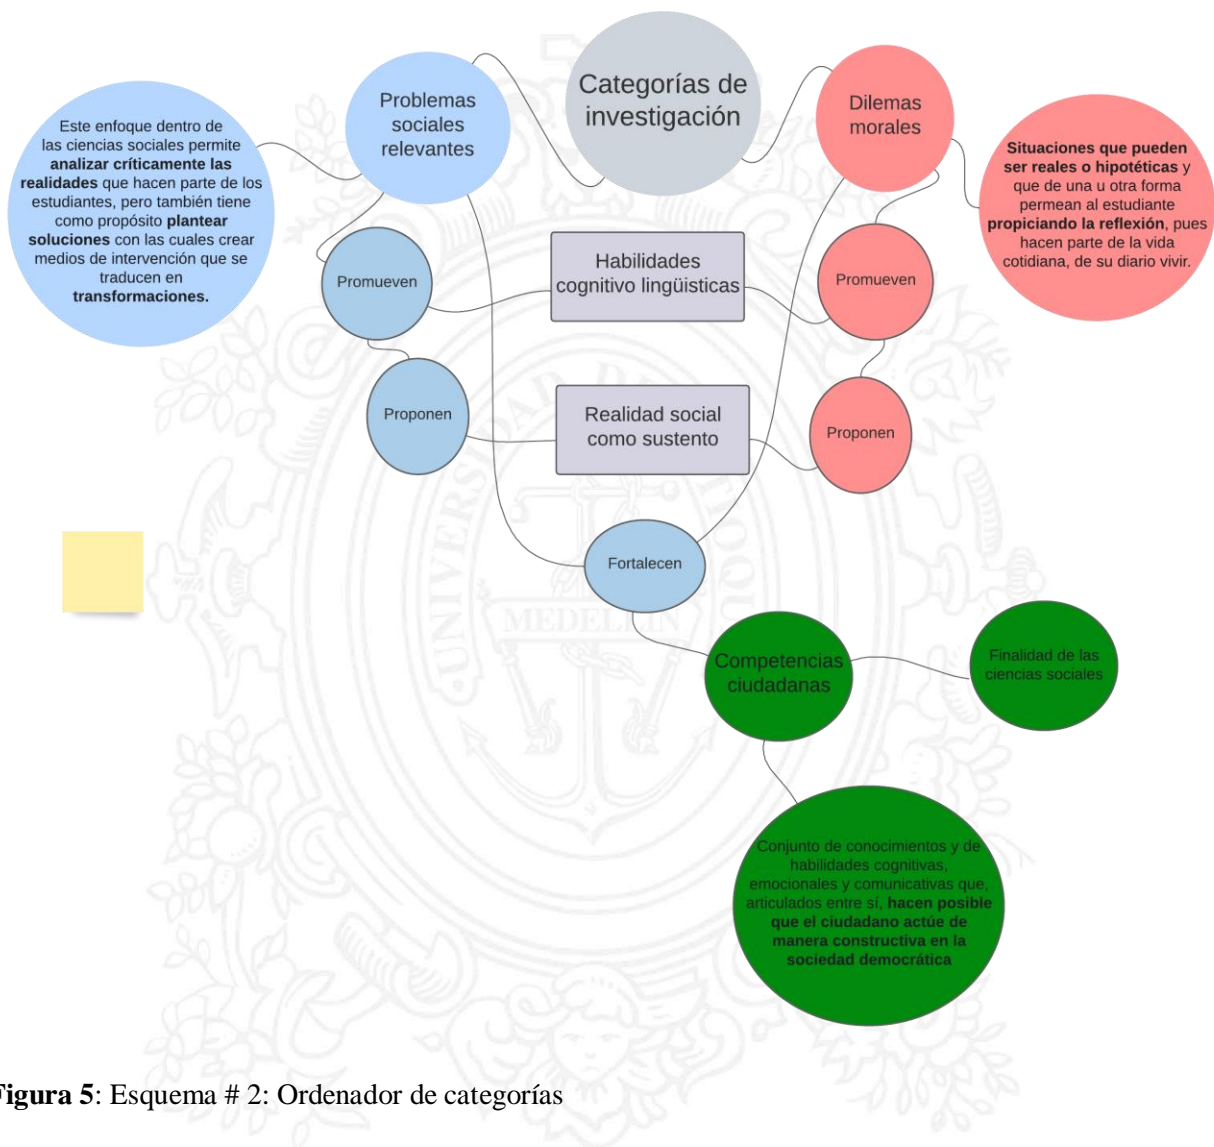 Categorías de
investigación
Problemas
sociales
relevantes
Dilemas
morales
Este enfoque dentro de
las ciencias sociales permite
analizar críticamente las
realidades que hacen parte de los
estudiantes, pero también tiene
como propósito plantear
soluciones con las cuales crear
medios de intervención que se
traducen en
transformaciones.
Situaciones que pueden
ser reales o hipotéticas y
que de una u otra forma
permean al estudiante
propiciando la reflexión, pues
hacen parte de la vida
cotidiana, de su diario vivir.
Promueven
Habilidades
cognitivo lingüisticas
Promueven
Proponen
Realidad social
como sustento
Proponen
Fortalecen
Competencias
ciudadanas
Finalidad de las
ciencias sociales
Conjunto de conocimientos y de
habilidades cognitivas,
emocionales y comunicativas que,
articulados entre sí, hacen posible
que el ciudadano actúe de
manera constructiva en la
sociedad democrática
MEDELLIN
Figura 5: Esquema # 2: Ordenador de categorías